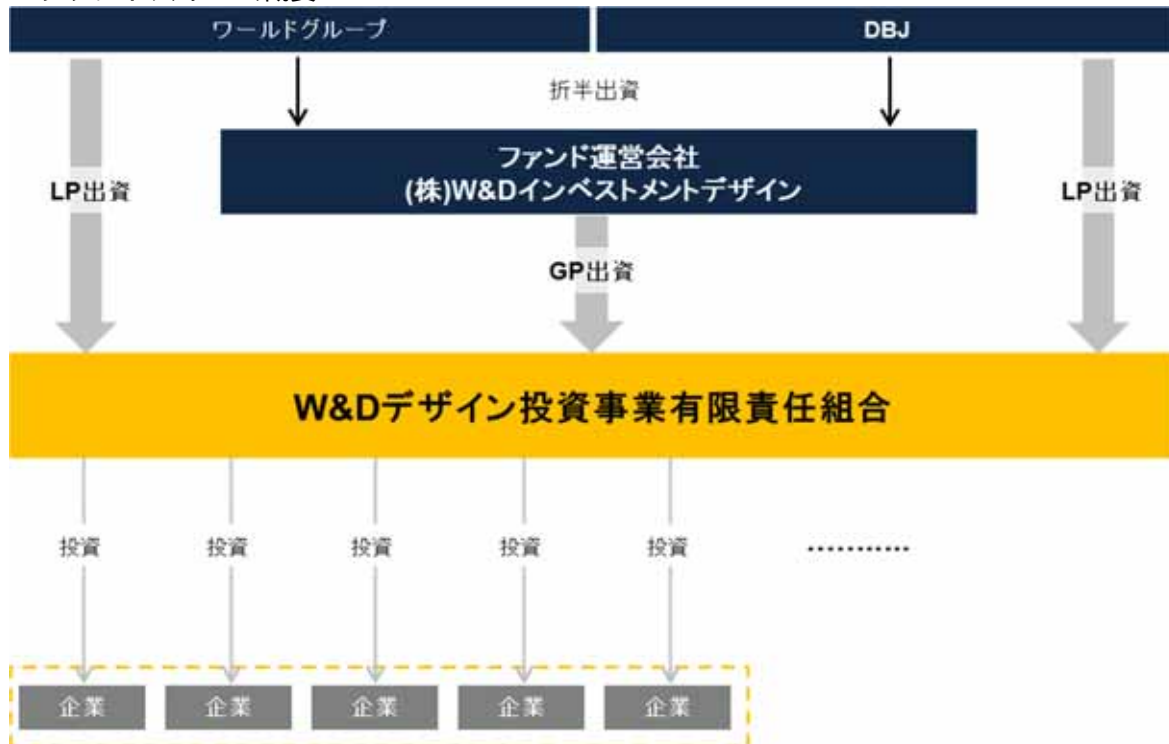 ワールドグループ
DBJ
折半出資
ファンド運営会社
(株)W&Dインベストメントデザイン
LP出資
LP出資
GP出資
W&Dデザイン投資事業有限責任組合
投資
投資
投資
投資
投資
...........
企業
企業
企業
企業
企業